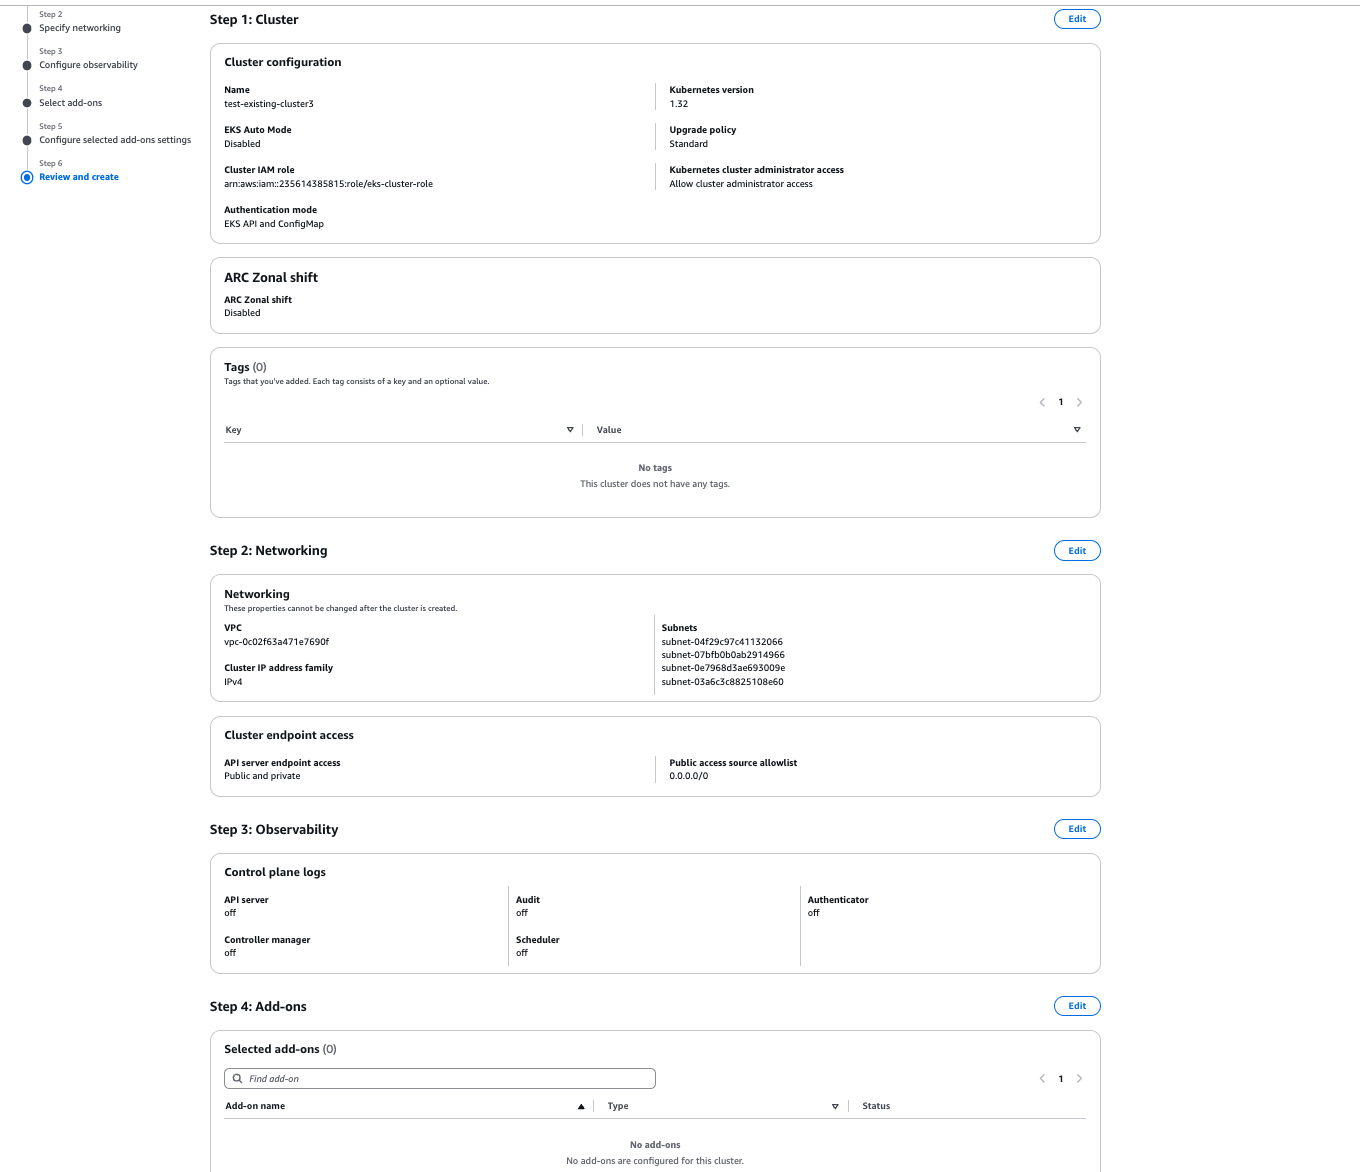 Step 2
Specify networking
Step 3
Configure observability
Step 4
Select add-ons
Step 5
Configure selected add-ons settings
Step 6
Review and create
Step 1: Cluster
Edit
Cluster configuration
Name
test-existing-cluster3
Kubernetes version
1.32
EKS Auto Mode
Disabled
Upgrade policy
Standard
Cluster IAM role
arn:aws:iam::235614385815:role/eks-cluster-role
Kubernetes cluster administrator access
Allow cluster administrator access
Authentication mode
EKS API and ConfigMap
ARC Zonal shift
ARC Zonal shift
Disabled
Tags (0)
Tags that you've added. Each tag consists of a key and an optional value.
1
Key
Value
No tags
This cluster does not have any tags.
Step 2: Networking
Edit
Networking
These properties cannot be changed after the cluster is created.
VPC
vpc-0c02f63a471e7690f
Cluster IP address family
IPv4
Subnets
subnet-04f29c97c41132066
subnet-07bfb0b0ab2914966
subnet-0e7968d3ae693009e
subnet-03a6c3c8825108e60
Cluster endpoint access
API server endpoint access
Public and private
Public access source allowlist
0.0.0.0/0
Step 3: Observability
Edit
Control plane logs
API server
off
Audit
off
Authenticator
off
Controller manager
off
Scheduler
off
Step 4: Add-ons
Edit
Selected add-ons (0)
Find add-on
1
Add-on name
Type
Status
No add-ons
No add-ons are configured for this cluster.